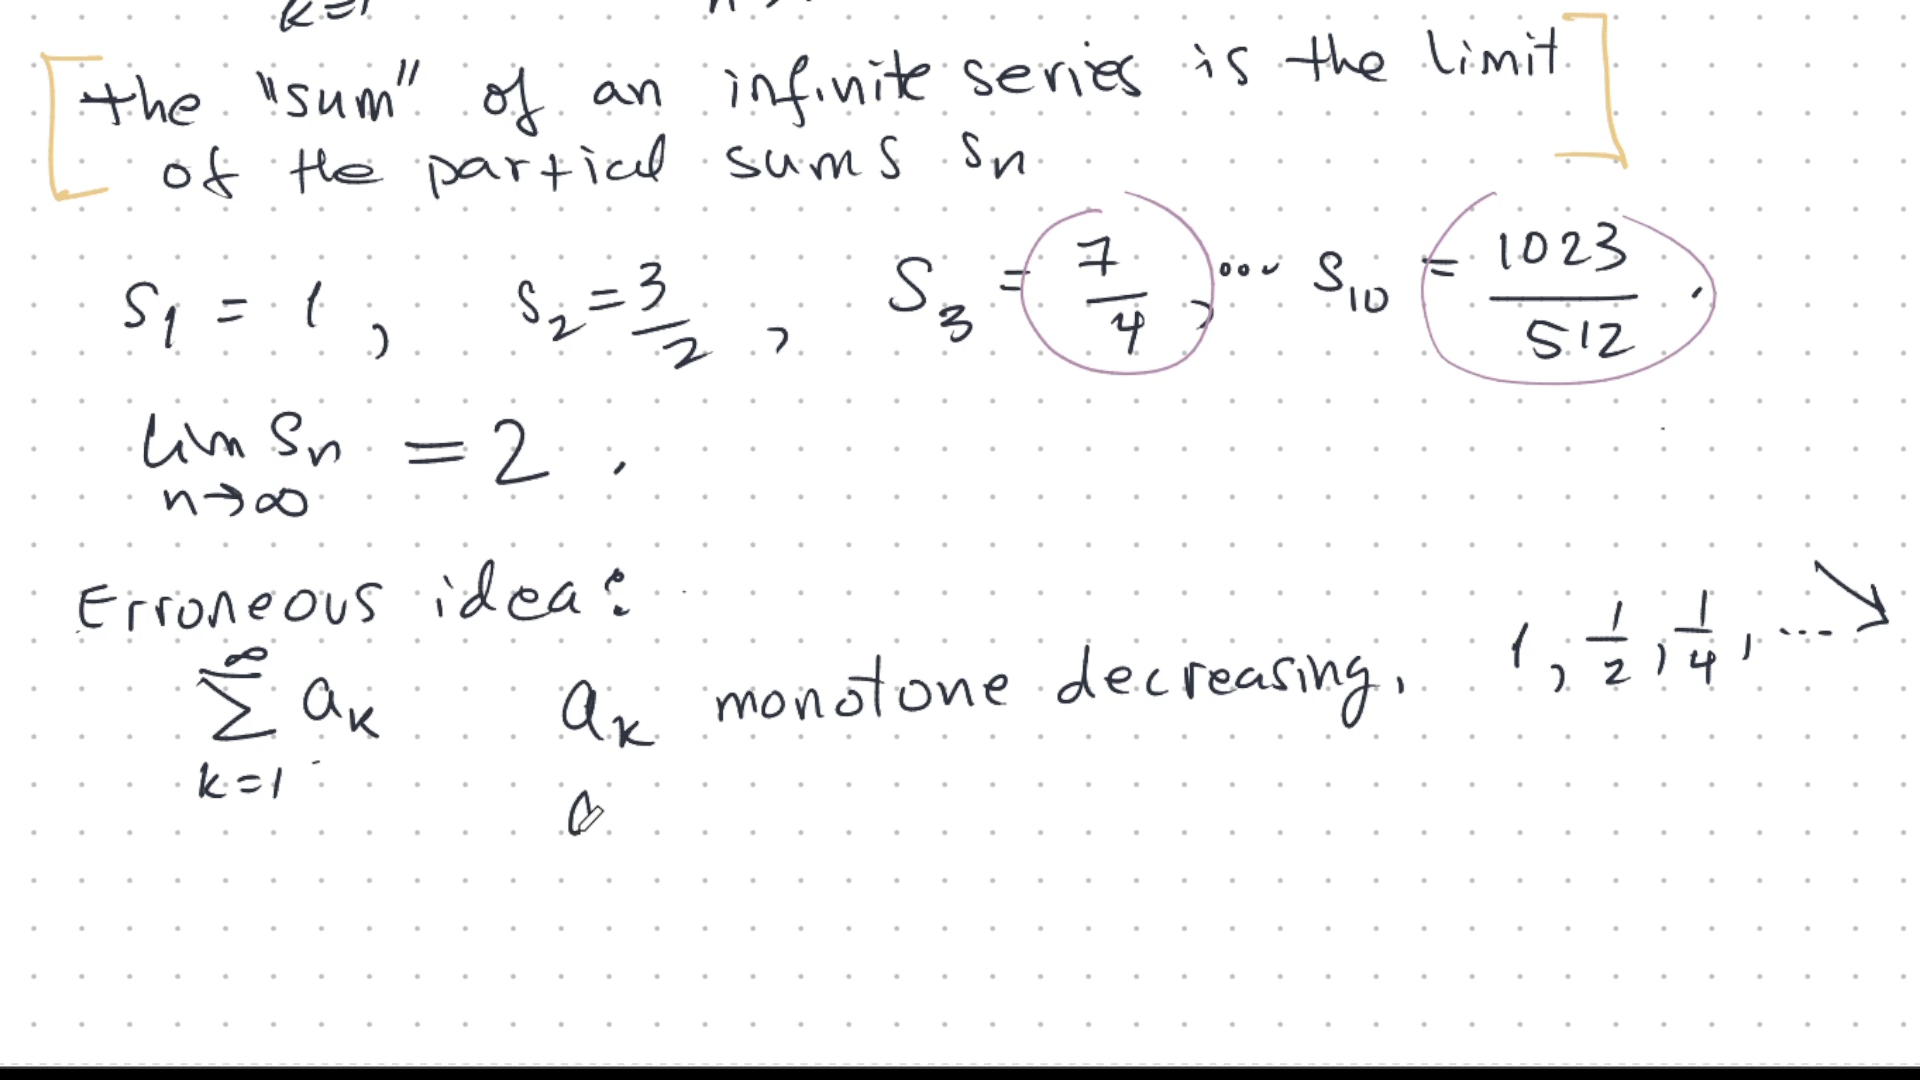 k=1 n→
the "sum" of an infinite series is the limit
of the partial sums Sn
S₁ = 1, S₂ = 3/2, S₃ = 7/4, ... S₁₀ = 1023/512.
lim Sn = 2.
n→∞
Erroneous idea:
∞
∑ aₖ aₖ monotone decreasing, 1, 1/2, 1/4, ... ↘
k=1
a